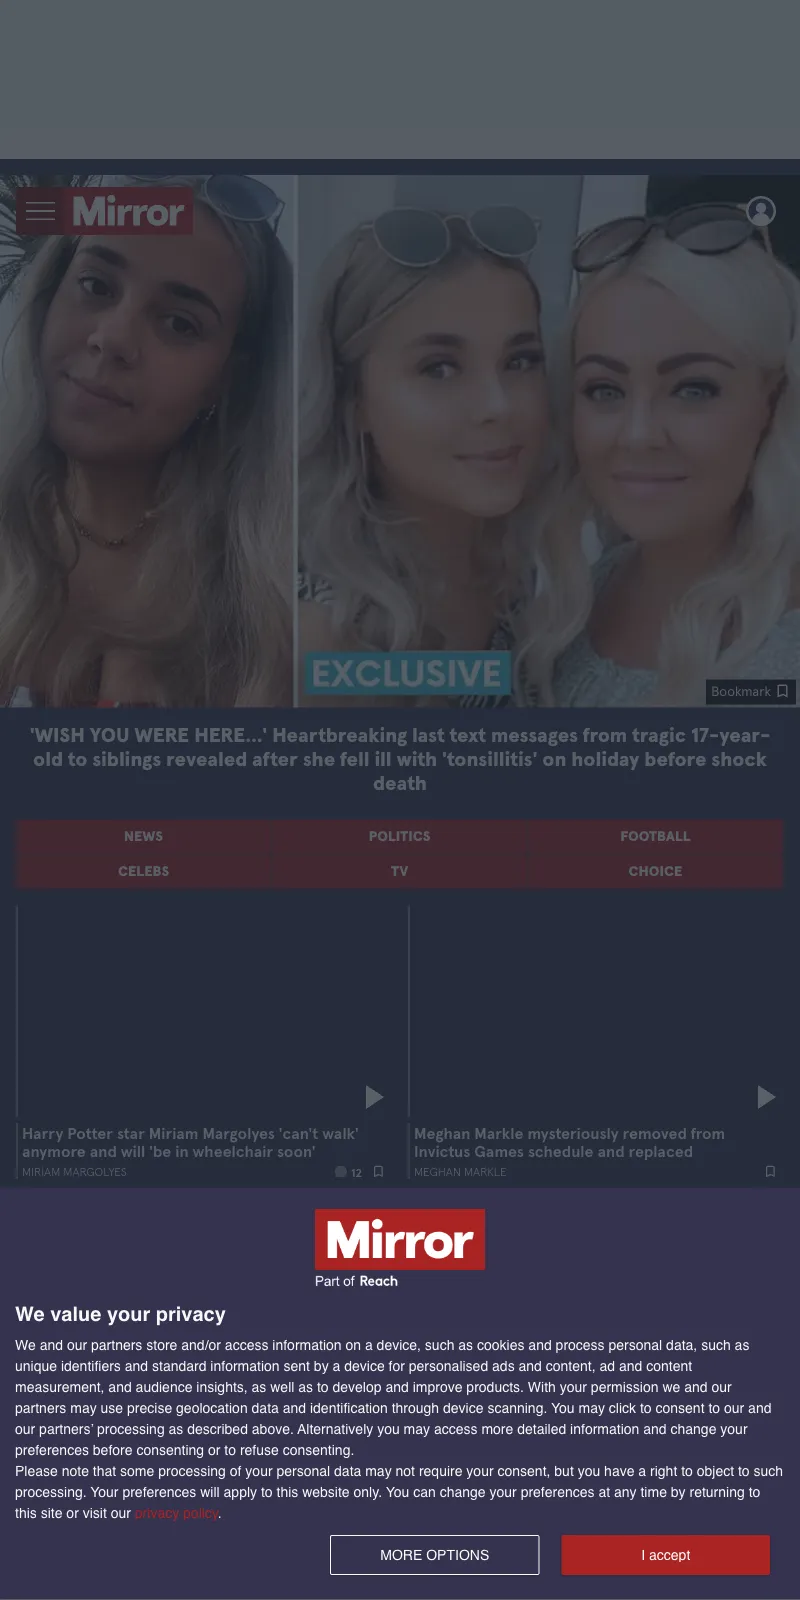 Mirror
EXCLUSIVE
Bookmark
'WISH YOU WERE HERE...' Heartbreaking last text messages from tragic 17-year-
old to siblings revealed after she fell ill with 'tonsillitis' on holiday before shock
death
NEWS POLITICS FOOTBALL
CELEBS TV CHOICE
Harry Potter star Miriam Margolyes 'can't walk'
anymore and will 'be in wheelchair soon'
MIRIAM MARGOLYES 12
Meghan Markle mysteriously removed from
Invictus Games schedule and replaced
MEGHAN MARKLE
Mirror
Part of Reach
We value your privacy
We and our partners store and/or access information on a device, such as cookies and process personal data, such as
unique identifiers and standard information sent by a device for personalised ads and content, ad and content
measurement, and audience insights, as well as to develop and improve products. With your permission we and our
partners may use precise geolocation data and identification through device scanning. You may click to consent to our and
our partners’ processing as described above. Alternatively you may access more detailed information and change your
preferences before consenting or to refuse consenting.
Please note that some processing of your personal data may not require your consent, but you have a right to object to such
processing. Your preferences will apply to this website only. You can change your preferences at any time by returning to
this site or visit our privacy policy.
MORE OPTIONS I accept